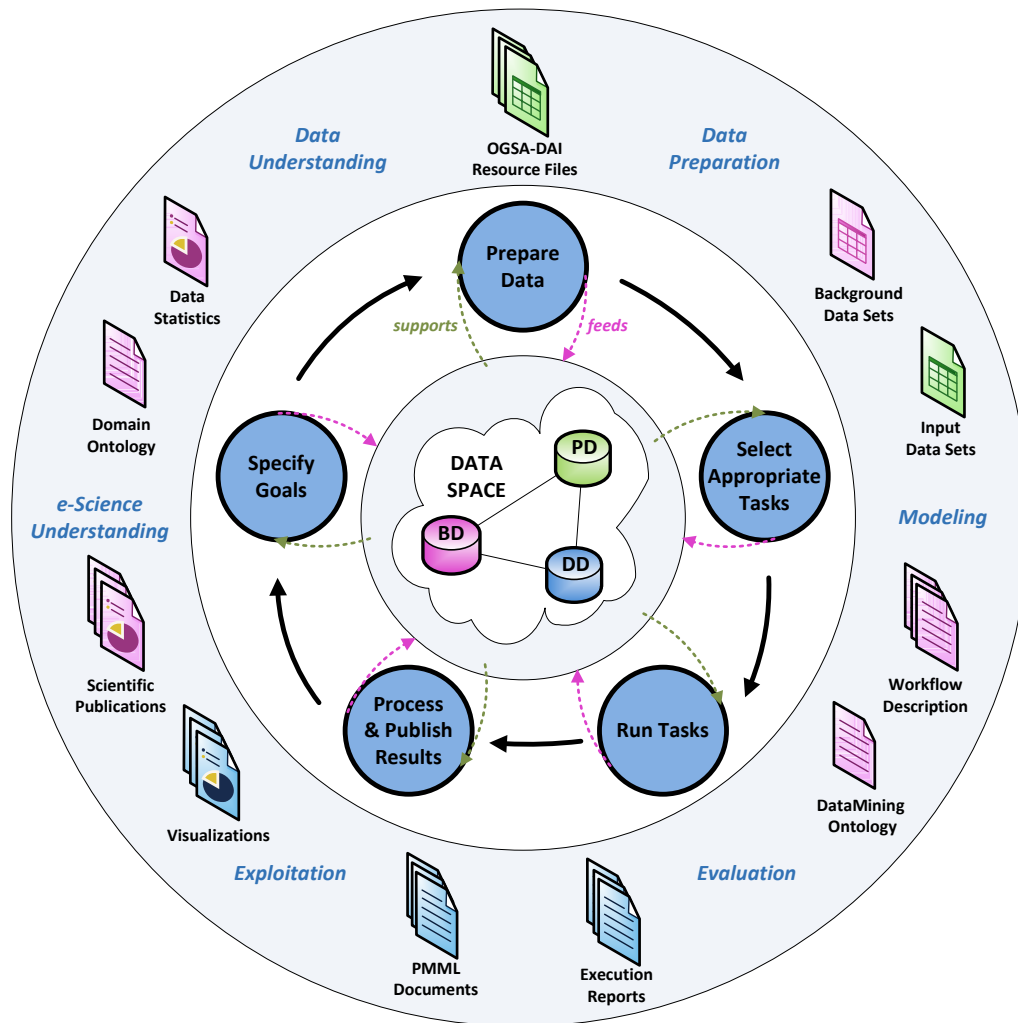 OGSA-DAI
Resource Files
Data
Understanding
Data
Preparation
Data
Statistics
Background
Data Sets
Domain
Ontology
Input
Data Sets
e-Science
Understanding
Modeling
Scientific
Publications
Workflow
Description
Visualizations
DataMining
Ontology
Exploitation
Evaluation
PMML
Documents
Execution
Reports
Prepare
Data
supports
feeds
Specify
Goals
Select
Appropriate
Tasks
Process
& Publish
Results
Run Tasks
DATA
SPACE
PD
BD
DD